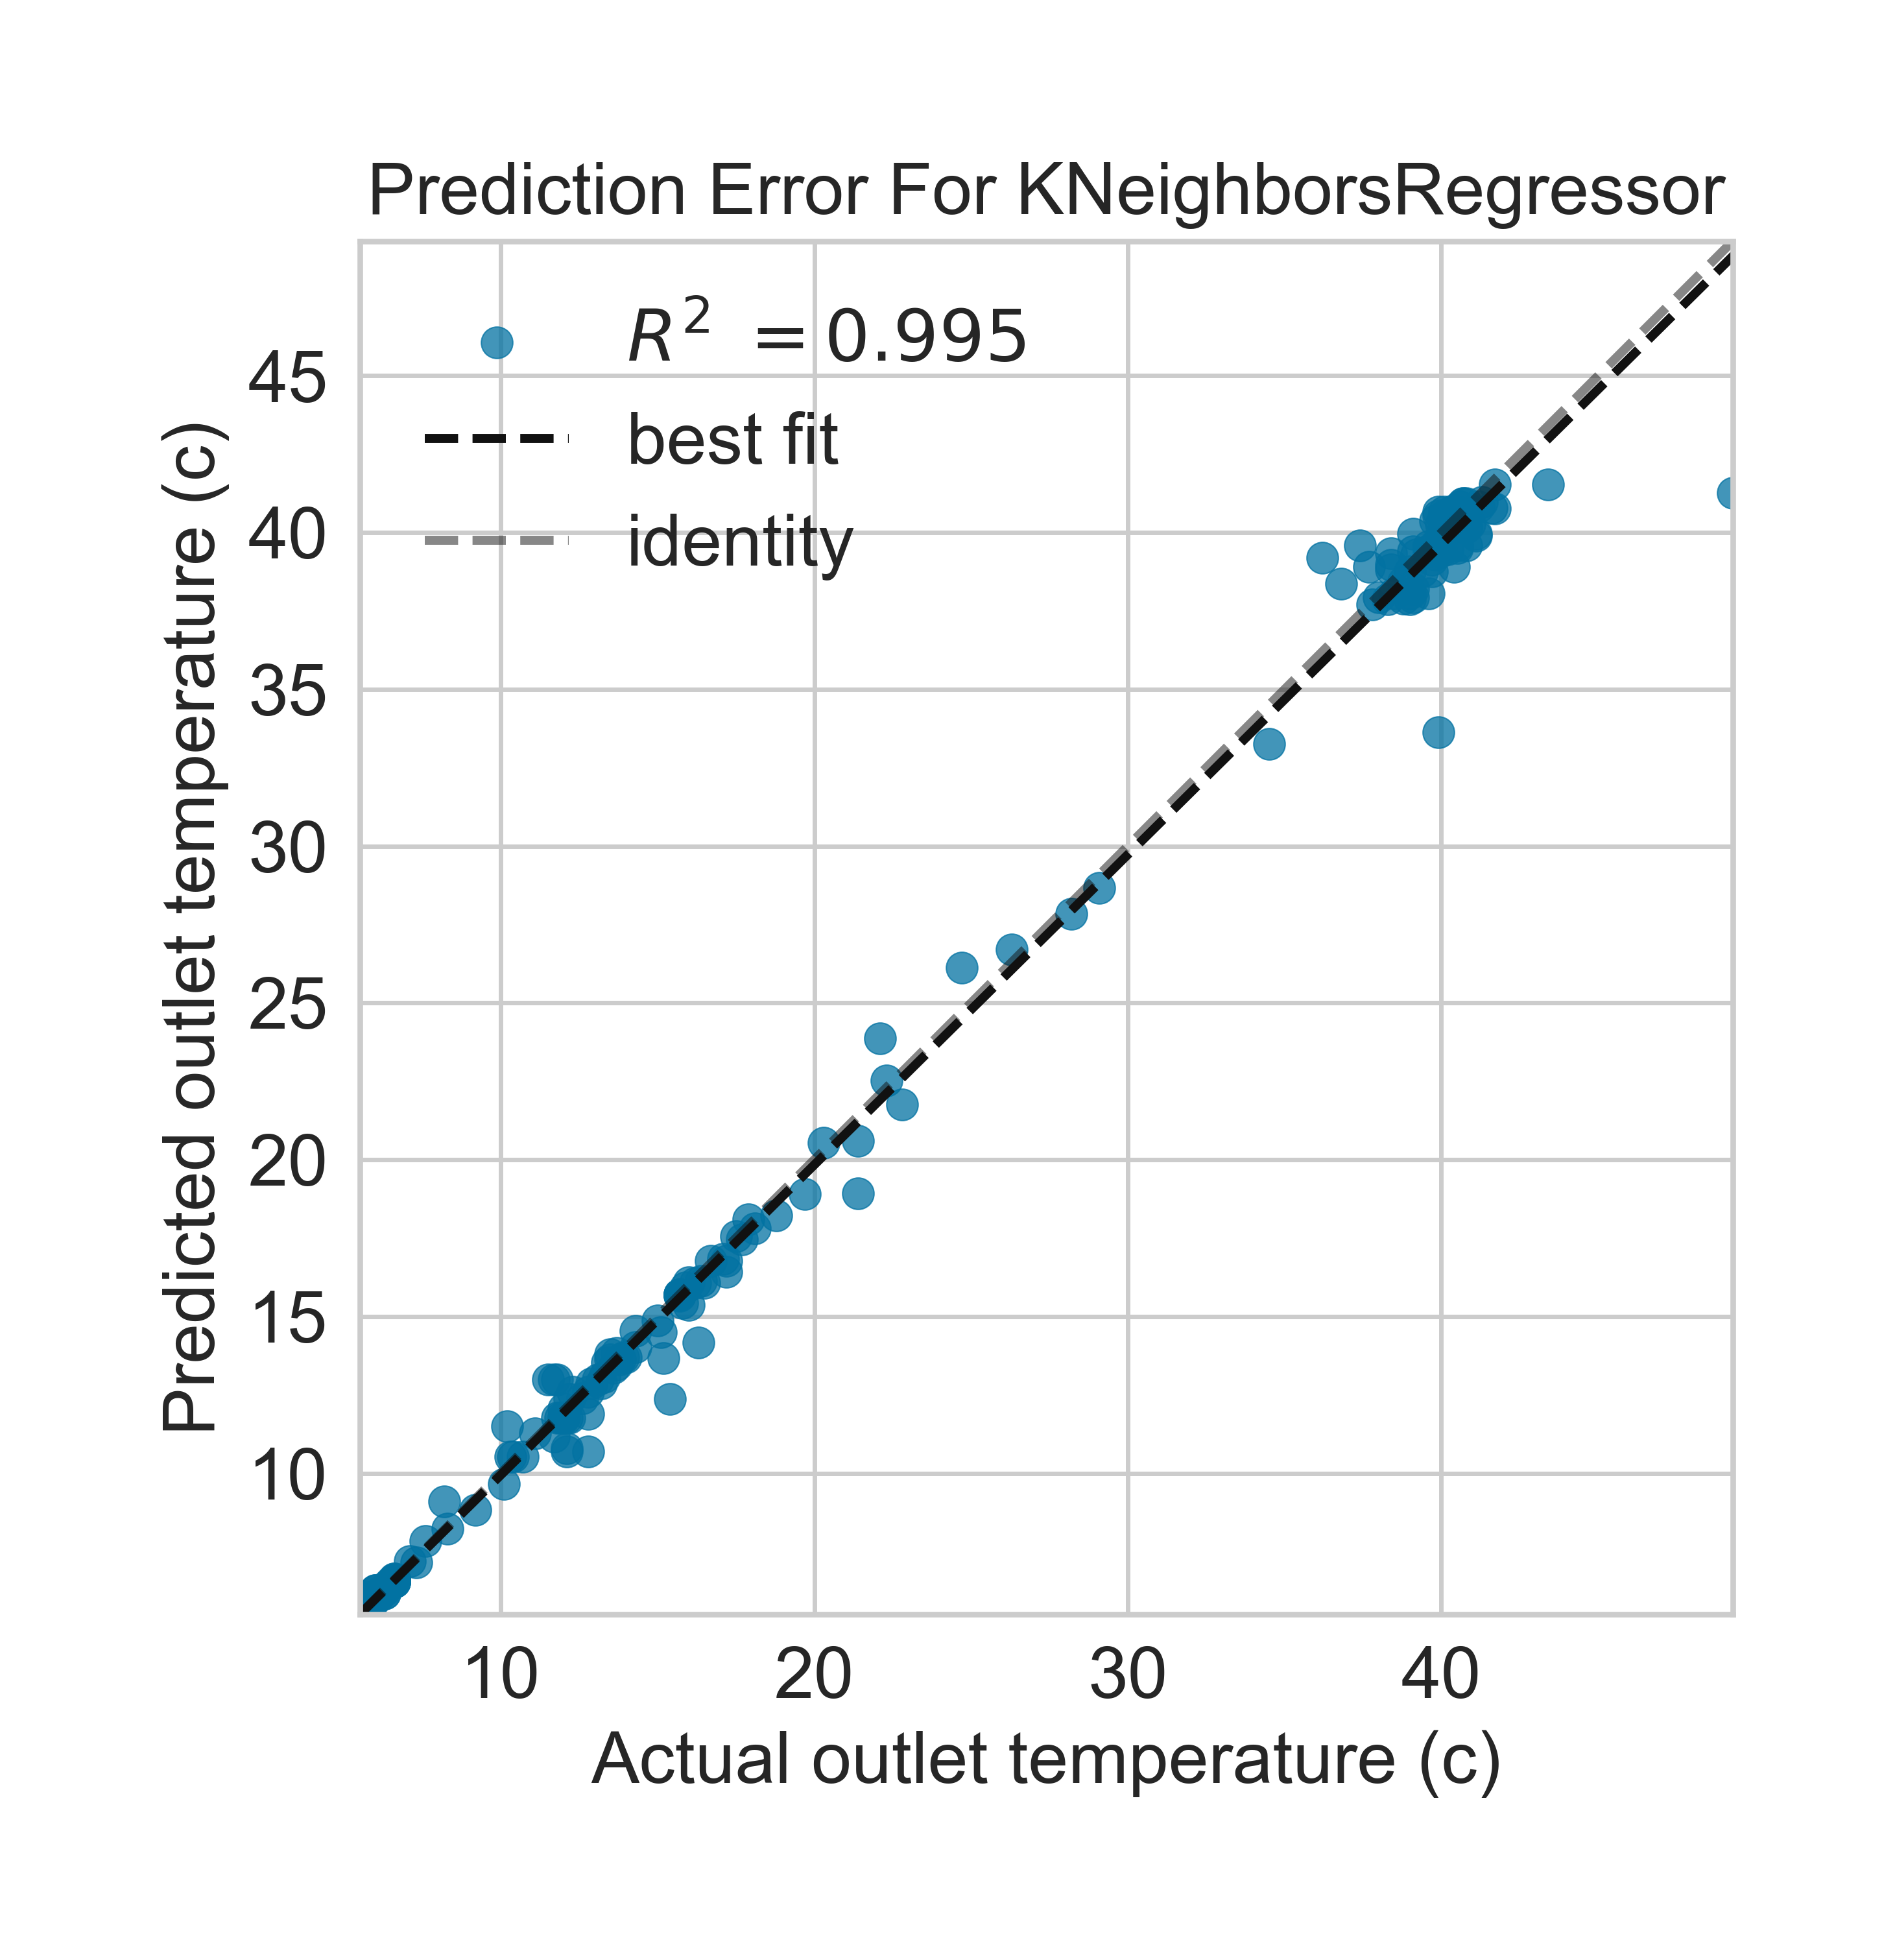 Prediction Error For KNeighborsRegressor
R² = 0.995
best fit
identity
Predicted outlet temperature (c)
45
40
35
30
25
20
15
10
10 20 30 40
Actual outlet temperature (c)